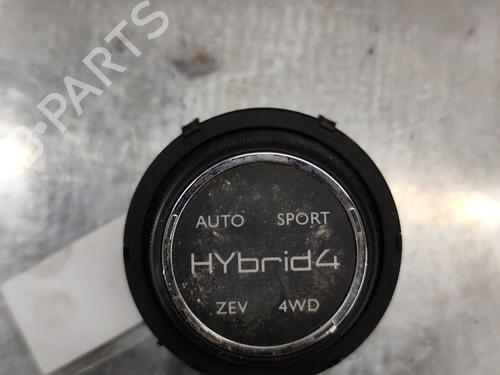 B-PARTS
AUTO SPORT
HYbrid4
ZEV 4WD